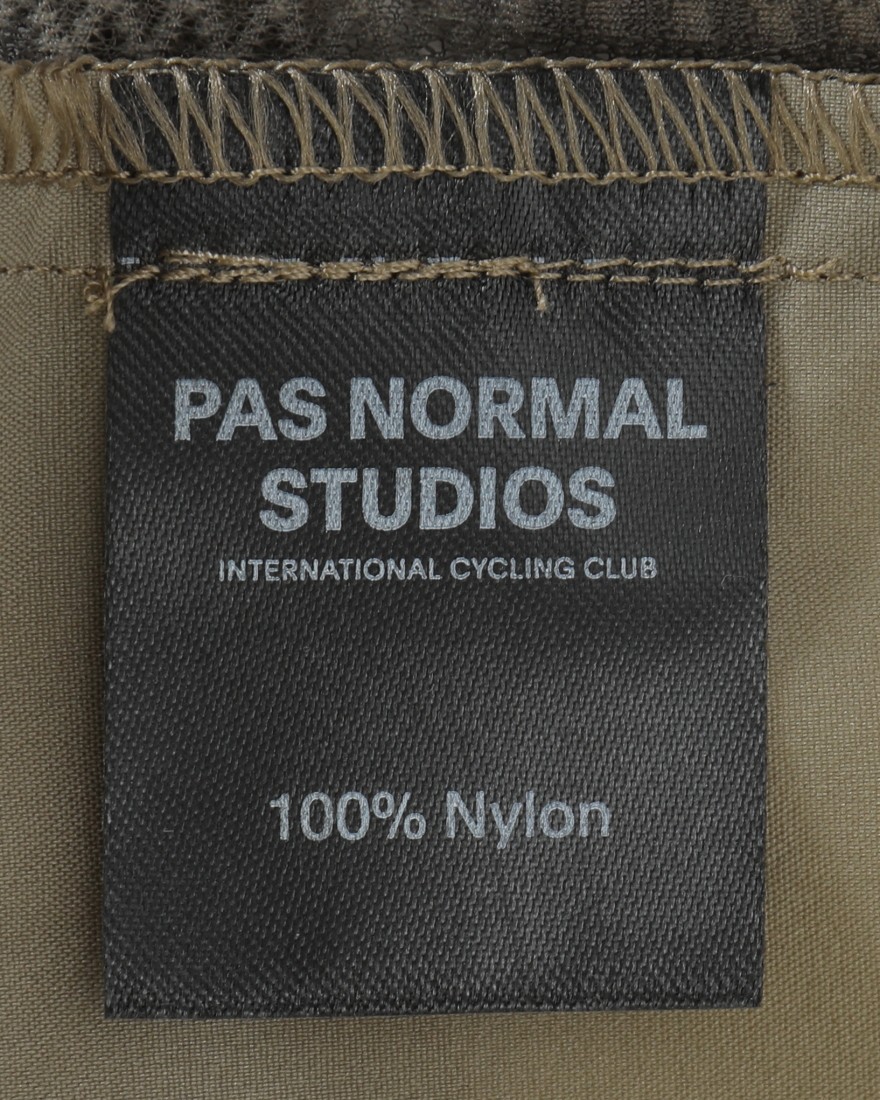 PAS NORMAL
STUDIOS
INTERNATIONAL CYCLING CLUB
100% Nylon